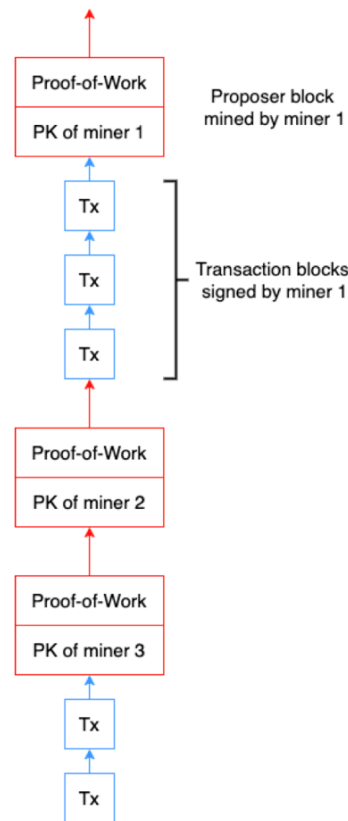 Proof-of-Work
PK of miner 1
Proposer block
mined by miner 1
Tx
Tx
Tx
Transaction blocks
signed by miner 1
Proof-of-Work
PK of miner 2
Proof-of-Work
PK of miner 3
Tx
Tx